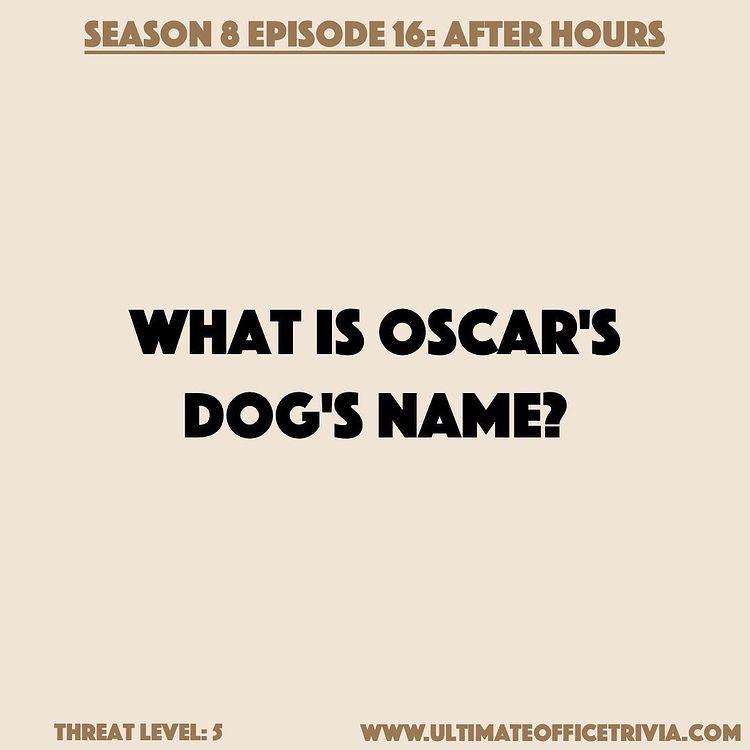 SEASON 8 EPISODE 16: AFTER HOURS
WHAT IS OSCAR'S
DOG'S NAME?
THREAT LEVEL: 5
WWW.ULTIMATEOFFICETRIVIA.COM